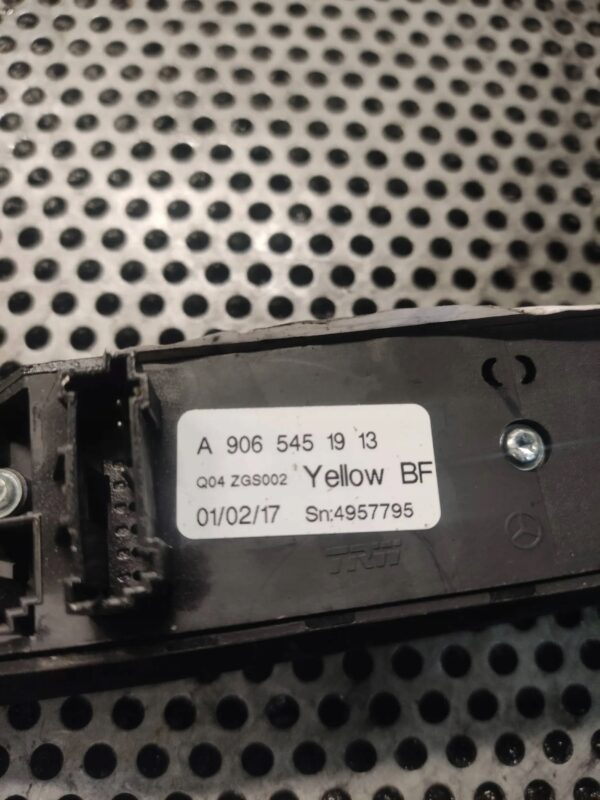 A 906 545 19 13
Q04 ZGS002 Yellow BF
01/02/17 Sn:4957795
TRW